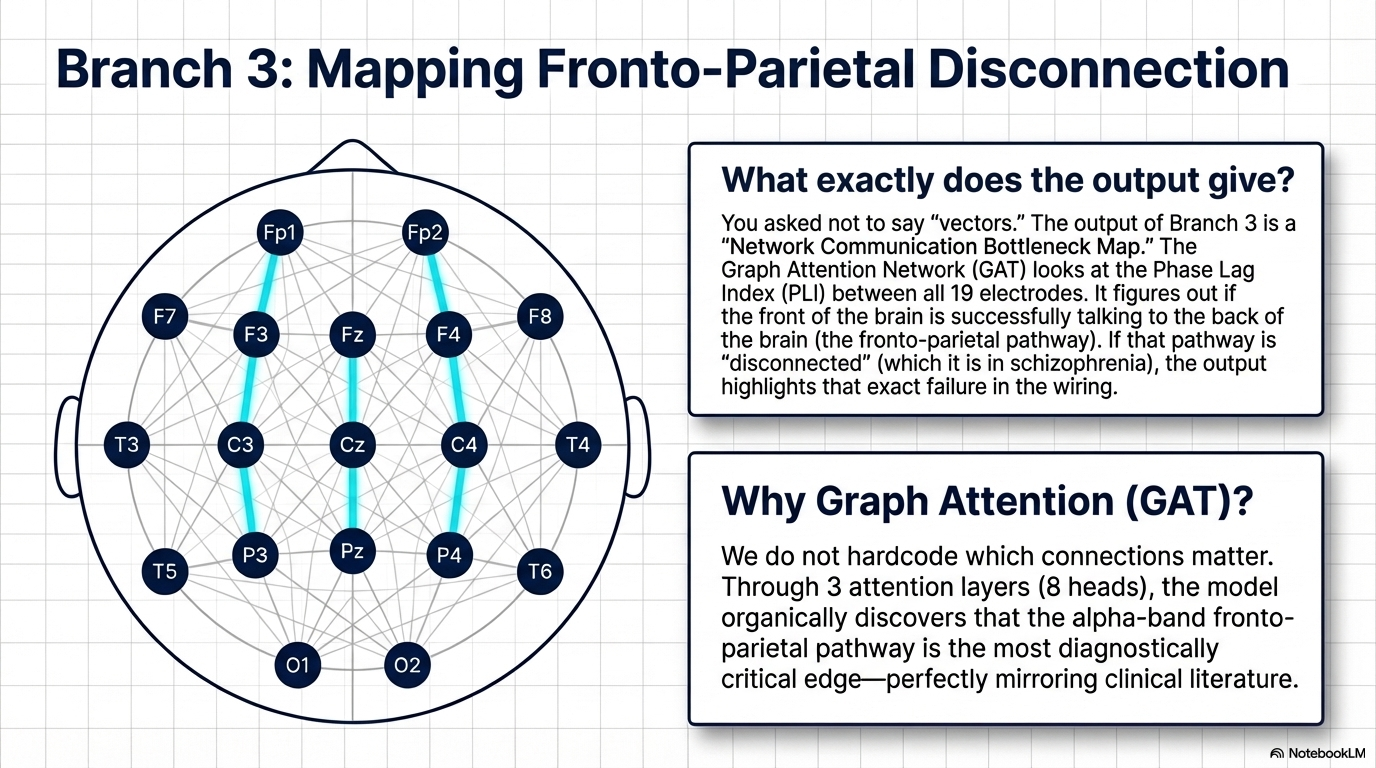 Branch 3: Mapping Fronto-Parietal Disconnection
Fp1
Fp2
F7
F3
Fz
F4
F8
T3
C3
Cz
C4
T4
T5
P3
Pz
P4
T6
O1
O2
What exactly does the output give?
You asked not to say “vectors.” The output of Branch 3 is a
“Network Communication Bottleneck Map.” The
Graph Attention Network (GAT) looks at the Phase Lag
Index (PLI) between all 19 electrodes. It figures out if
the front of the brain is successfully talking to the back of
the brain (the fronto-parietal pathway). If that pathway is
“disconnected” (which it is in schizophrenia), the output
highlights that exact failure in the wiring.
Why Graph Attention (GAT)?
We do not hardcode which connections matter.
Through 3 attention layers (8 heads), the model
organically discovers that the alpha-band fronto-
parietal pathway is the most diagnostically
critical edge—perfectly mirroring clinical literature.
NotebookLM